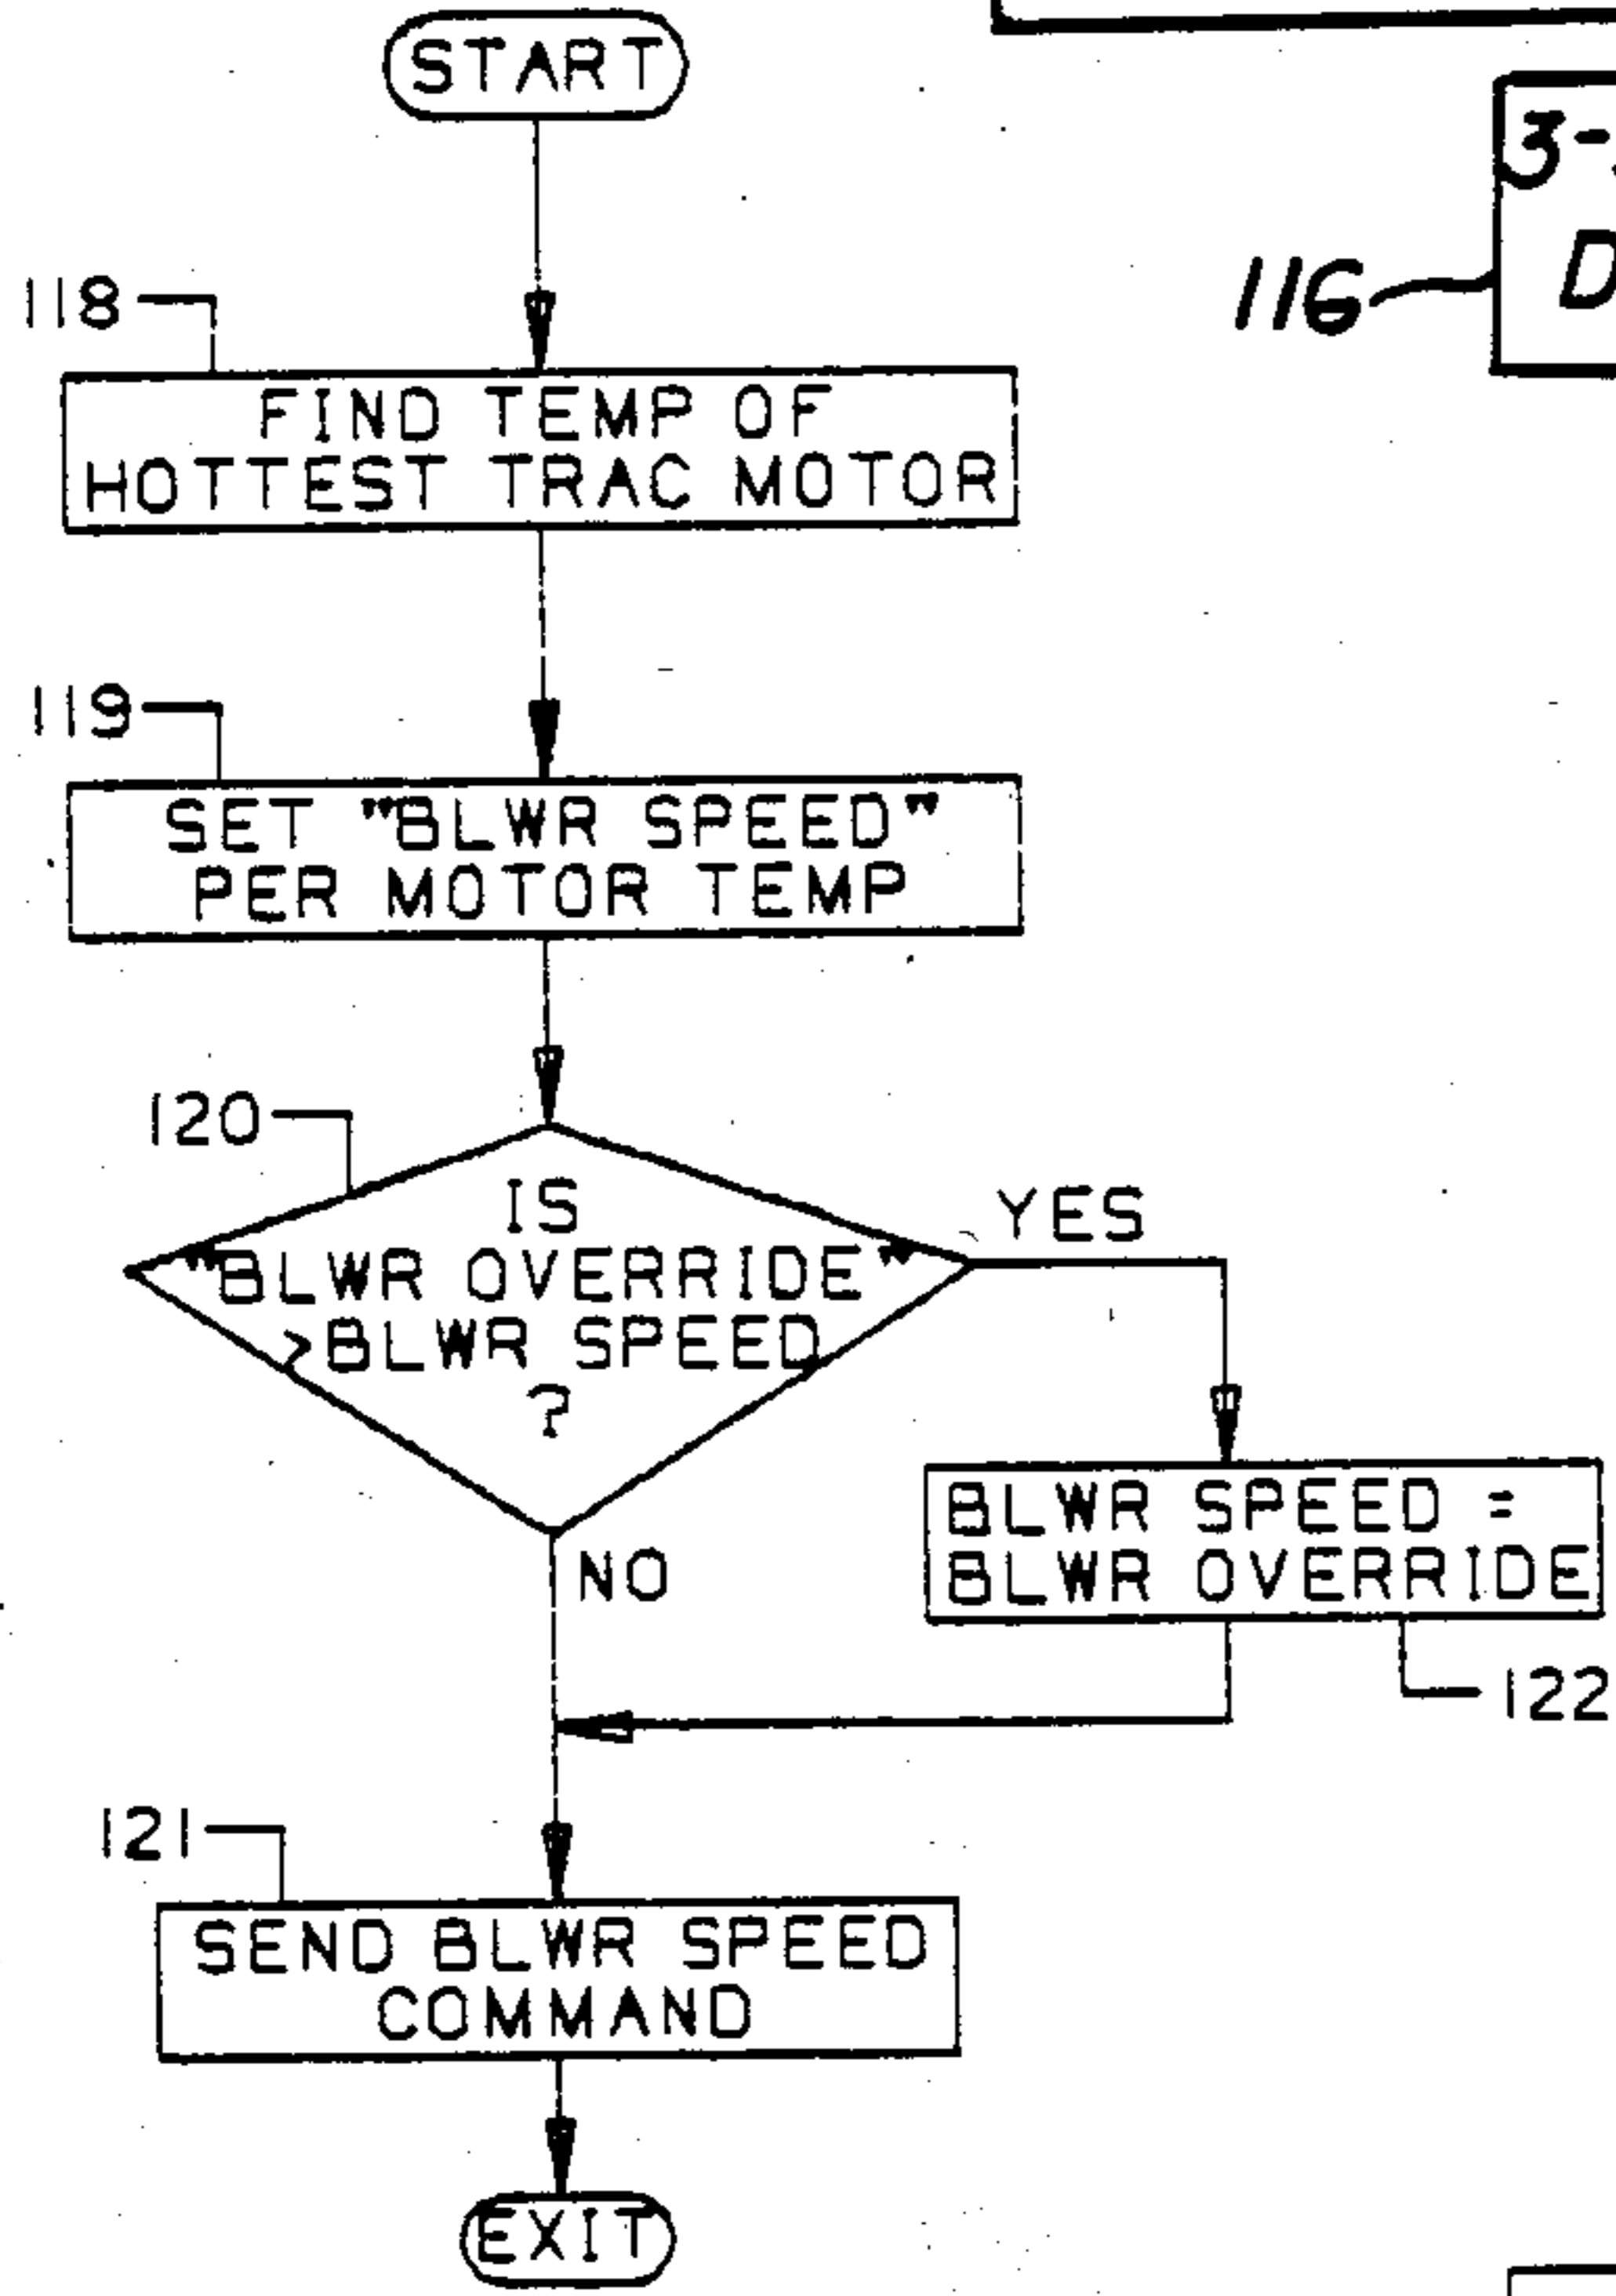 START
3-
116
D
118
FIND TEMP OF
HOTTEST TRAC MOTOR
119
SET "BLWR SPEED"
PER MOTOR TEMP
120
IS
"BLWR OVERRIDE"
>BLWR SPEED
?
YES
NO
BLWR SPEED =
BLWR OVERRIDE
122
121
SEND BLWR SPEED
COMMAND
EXIT